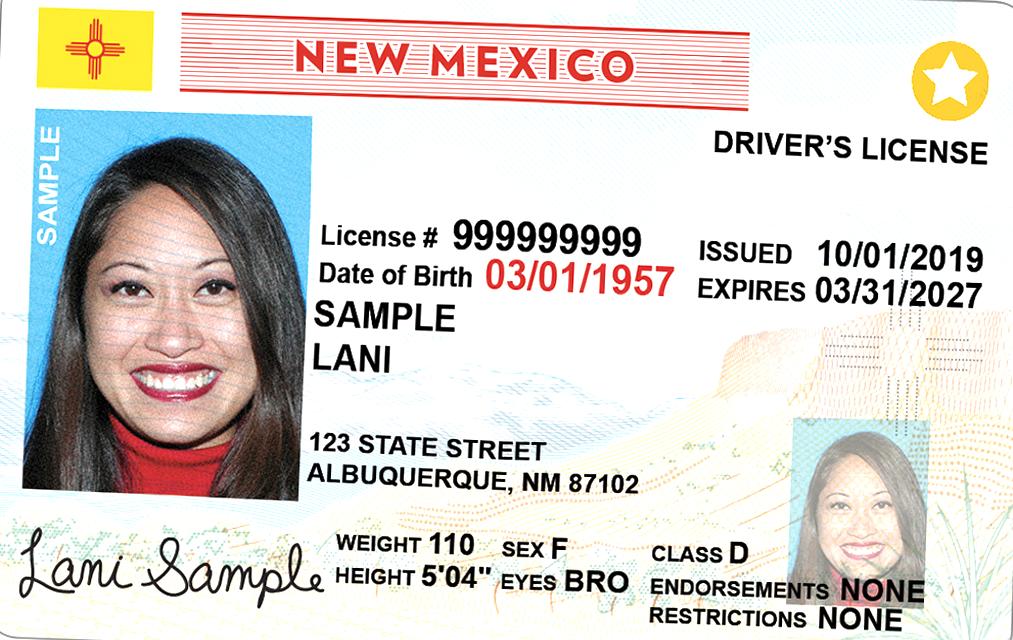 NEW MEXICO
DRIVER'S LICENSE
SAMPLE
License # 999999999
Date of Birth 03/01/1957
ISSUED 10/01/2019
EXPIRES 03/31/2027
SAMPLE
LANI
123 STATE STREET
ALBUQUERQUE, NM 87102
Lani Sample
WEIGHT 110 SEX F
HEIGHT 5'04" EYES BRO
CLASS D
ENDORSEMENTS NONE
RESTRICTIONS NONE